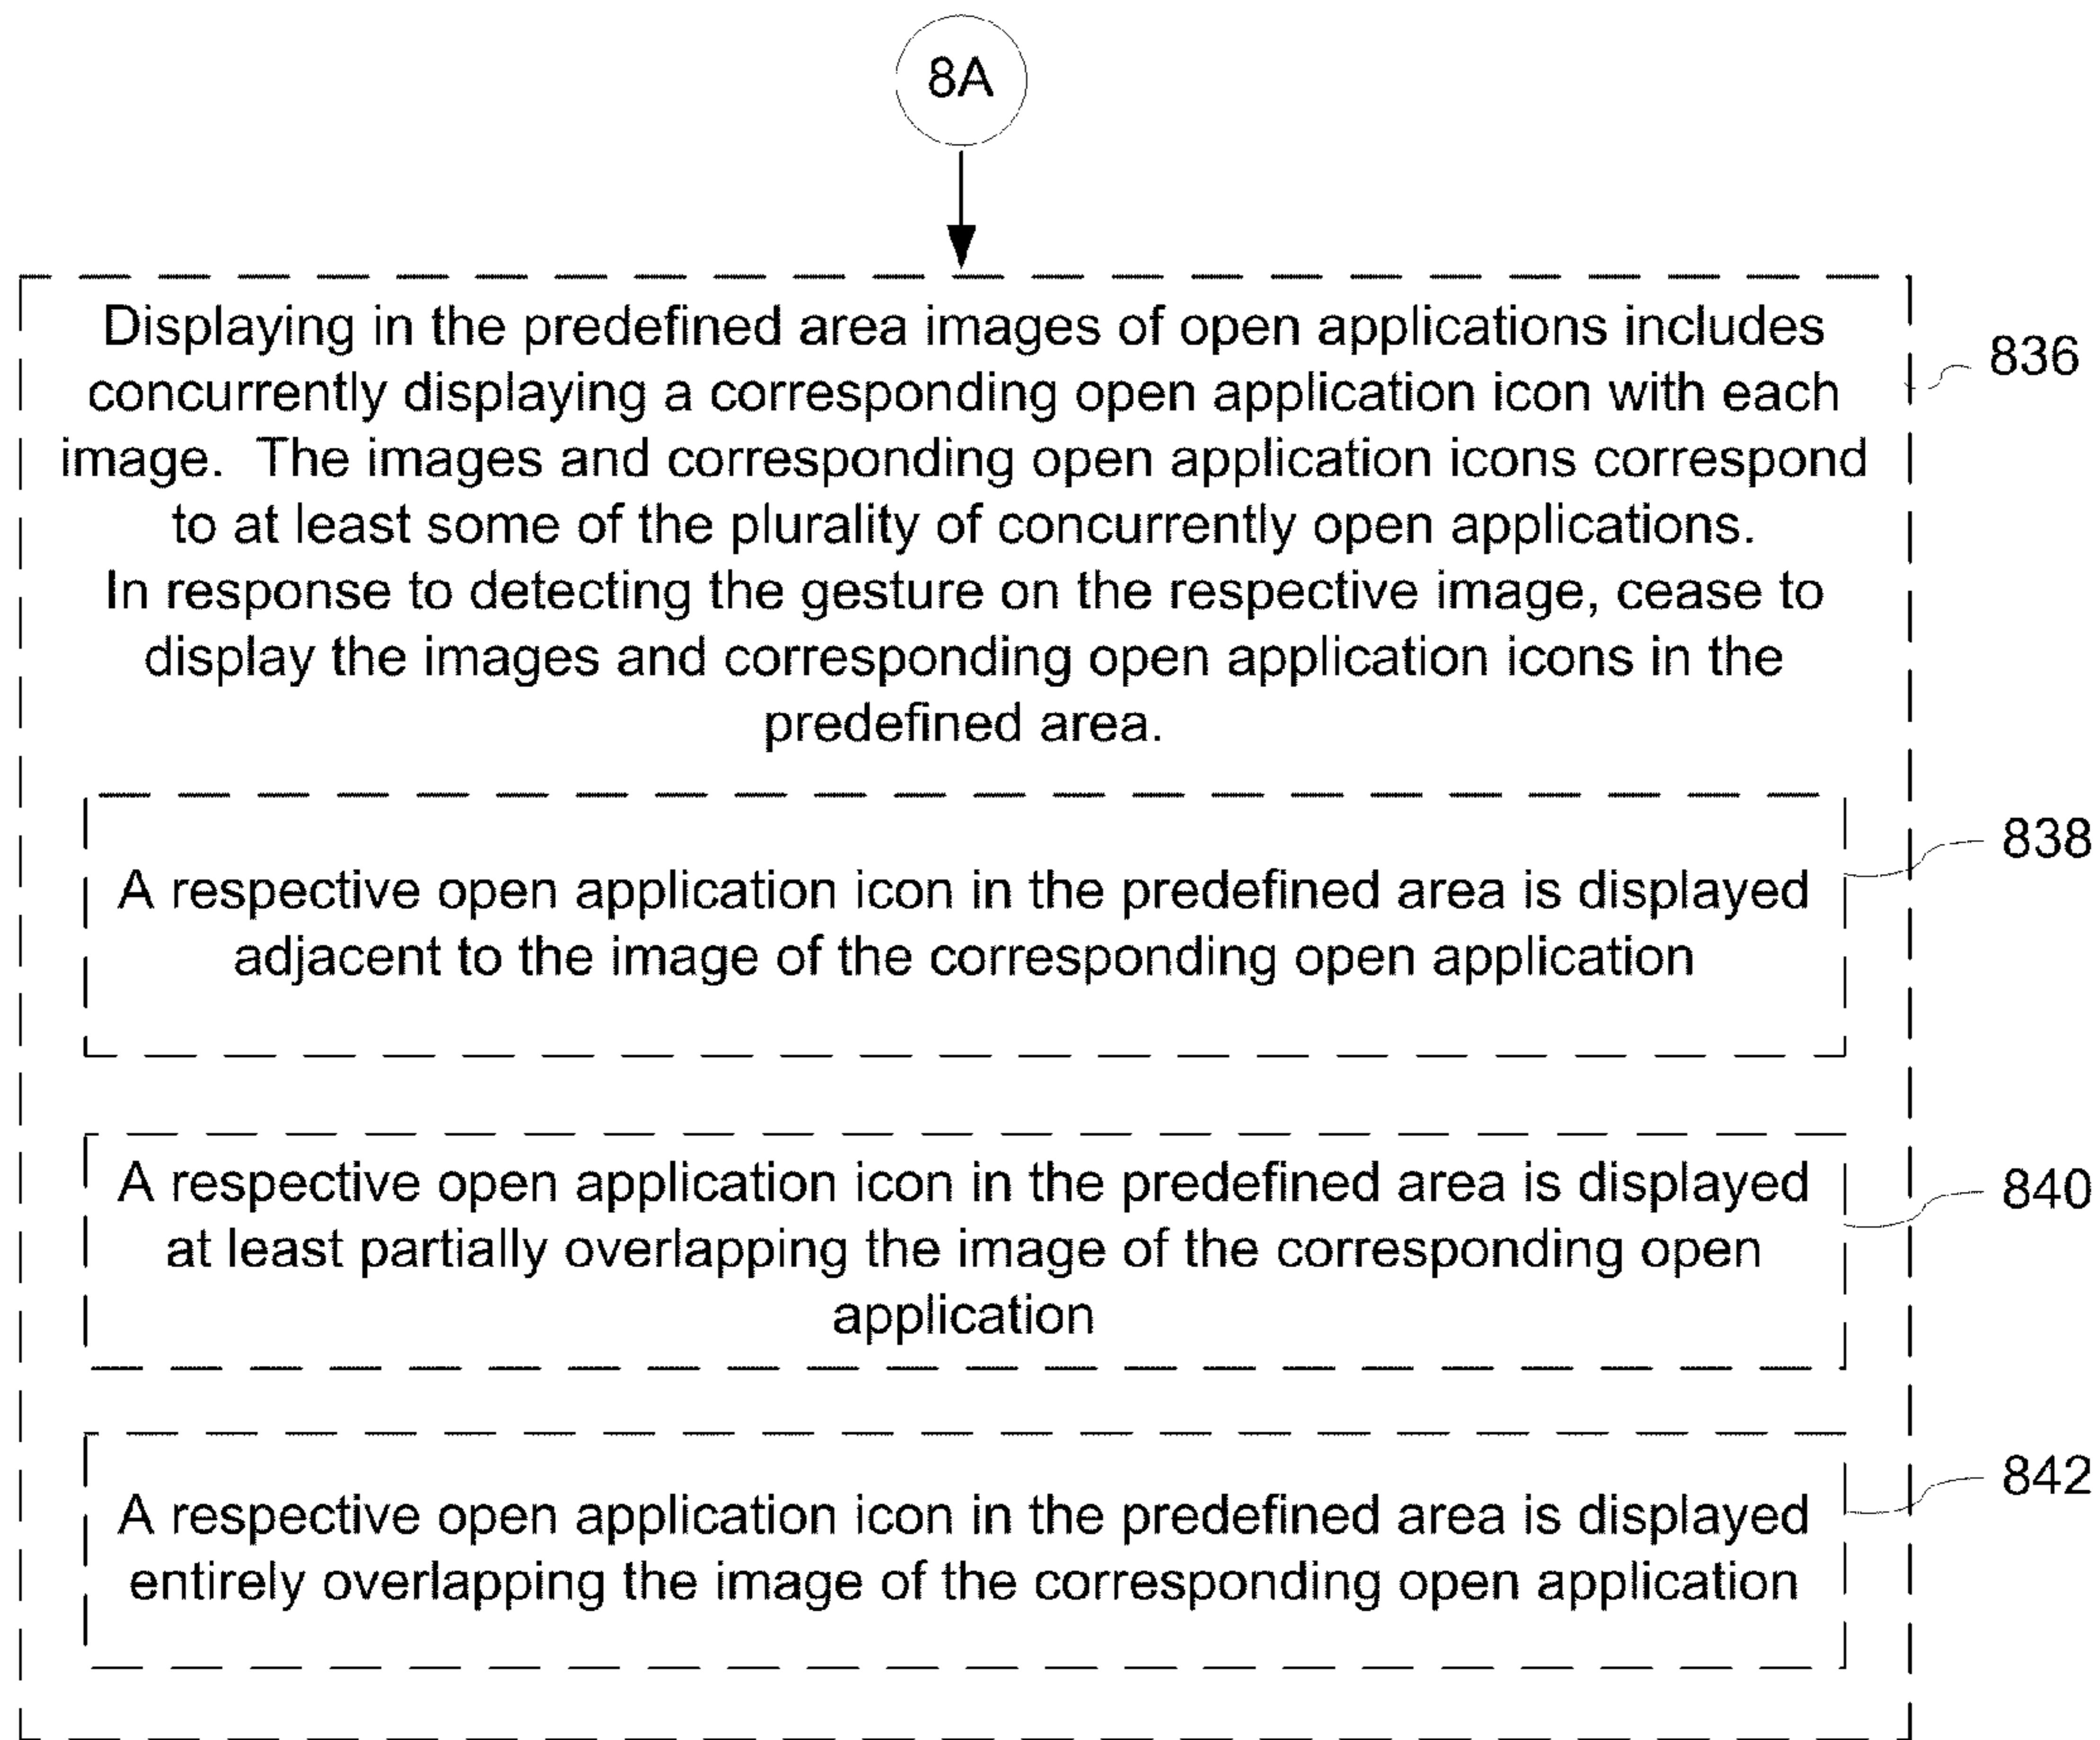 8A
Displaying in the predefined area images of open applications includes
concurrently displaying a corresponding open application icon with each
image.  The images and corresponding open application icons correspond
to at least some of the plurality of concurrently open applications.
In response to detecting the gesture on the respective image, cease to
display the images and corresponding open application icons in the
predefined area.
836
A respective open application icon in the predefined area is displayed
adjacent to the image of the corresponding open application
838
A respective open application icon in the predefined area is displayed
at least partially overlapping the image of the corresponding open
application
840
A respective open application icon in the predefined area is displayed
entirely overlapping the image of the corresponding open application
842